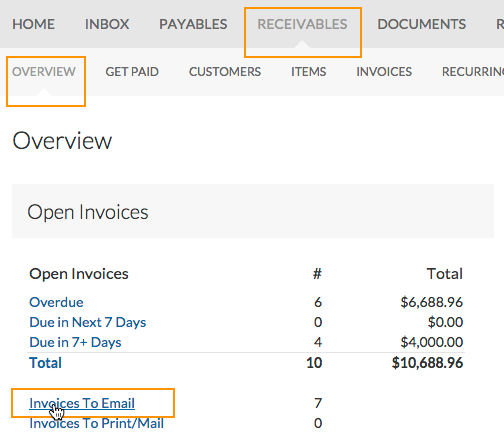 HOME INBOX PAYABLES RECEIVABLES DOCUMENTS
OVERVIEW GET PAID CUSTOMERS ITEMS INVOICES RECURRING
Overview
Open Invoices
Open Invoices # Total
Overdue 6 $6,688.96
Due in Next 7 Days 0 $0.00
Due in 7+ Days 4 $4,000.00
Total 10 $10,688.96
Invoices To Email 7
Invoices To Print/Mail 0